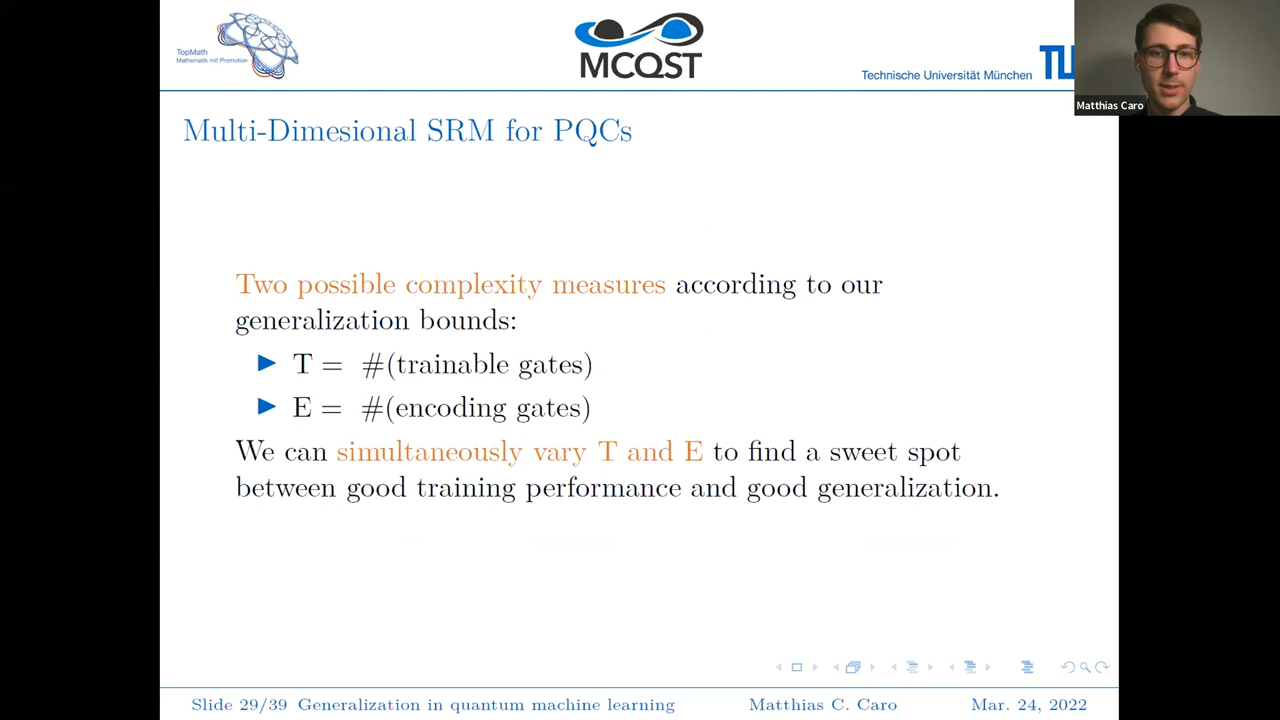 TopMath
Mathematik mit Promotion
MCQST
Technische Universität München
Matthias Caro
Multi-Dimesional SRM for PQCs
Two possible complexity measures according to our
generalization bounds:
▶ T = #(trainable gates)
▶ E = #(encoding gates)
We can simultaneously vary T and E to find a sweet spot
between good training performance and good generalization.
Slide 29/39 Generalization in quantum machine learning Matthias C. Caro Mar. 24, 2022